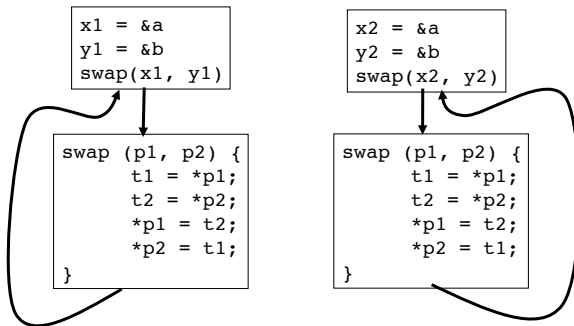 x1 = &a
y1 = &b
swap(x1, y1)
swap (p1, p2) {
t1 = *p1;
t2 = *p2;
*p1 = t2;
*p2 = t1;
}
x2 = &a
y2 = &b
swap(x2, y2)
swap (p1, p2) {
t1 = *p1;
t2 = *p2;
*p1 = t2;
*p2 = t1;
}